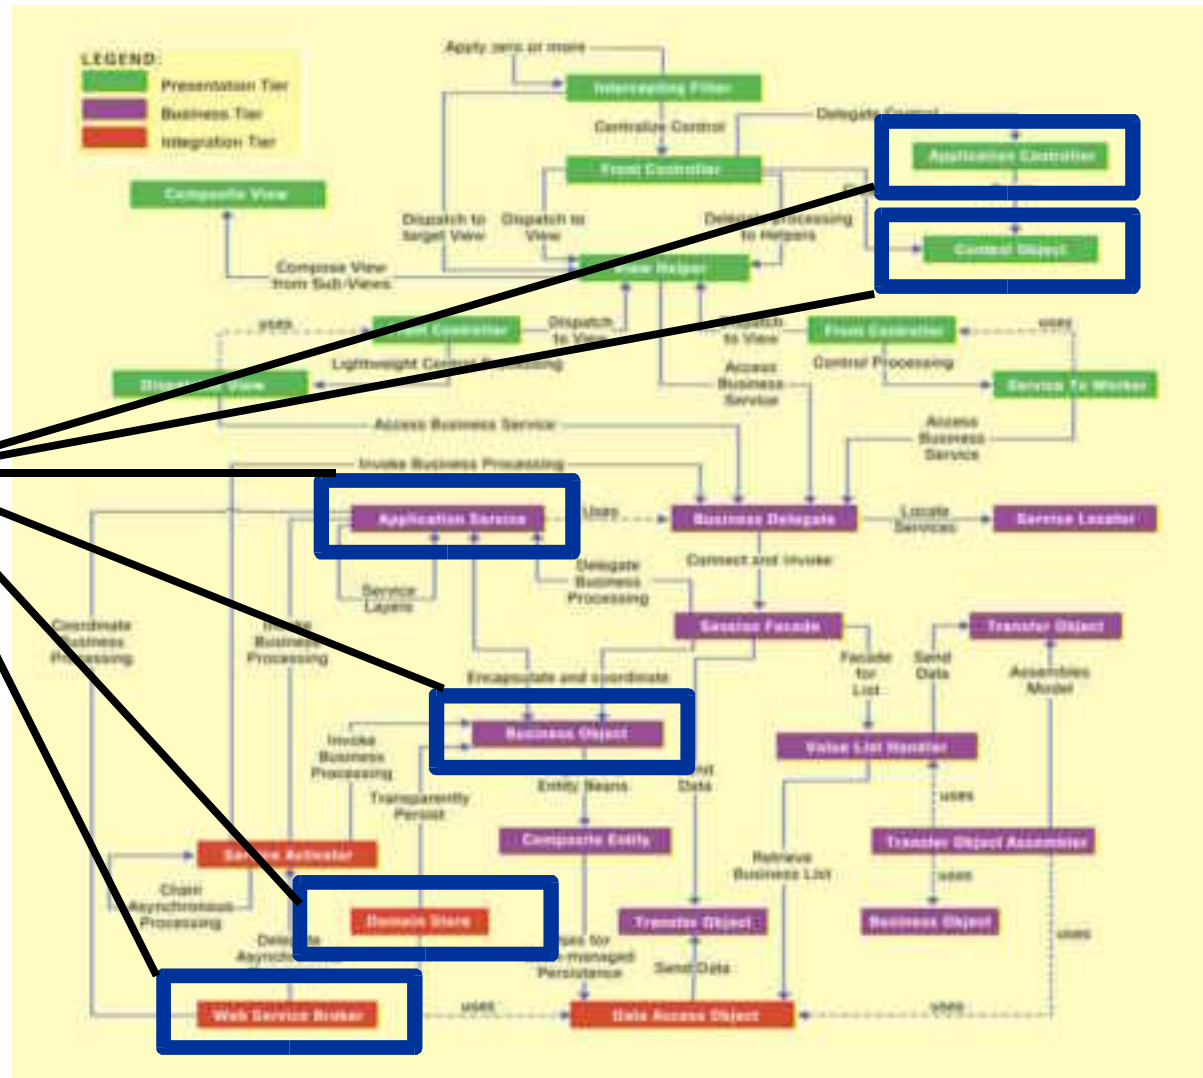 LEGEND:
Presentation Tier
Business Tier
Integration Tier
Apply zero or more
Intercepting Filter
Centralize Control
Delegate Control
Application Controller
Front Controller
Composite View
Dispatch to
target View
Dispatch to
View
Delegate processing
to Helpers
Context Object
View Helper
Compose View
from Sub-Views
uses
Front Controller
Dispatch
to View
Dispatch
to View
Front Controller
uses
Lightweight Control Processing
Control Processing
Access
Business
Service
Dispatcher View
Service To Worker
Access Business Service
Access
Business
Service
Invoke Business Processing
Application Service
Uses
Business Delegate
Locate
Services
Service Locator
Connect and Invoke
Delegate
Business
Processing
Service
Layers
Coordinate
Business
Processing
Invoke
Business
Processing
Session Facade
Transfer Object
Facade
for
List
Send
Data
Assembles
Model
Encapsulate and coordinate
Business Object
Value List Handler
Invoke
Business
Processing
Entity Beans
Data
Transparently
Persist
uses
Composite Entity
Transfer Object Assembler
Service Activator
Retrieve
Business List
uses
Chain
Asynchronous
Processing
Domain Store
Transfer Object
Business Object
Delegate
uses
Persistence
Send Data
Web Service Broker
uses
Data Access Object
uses